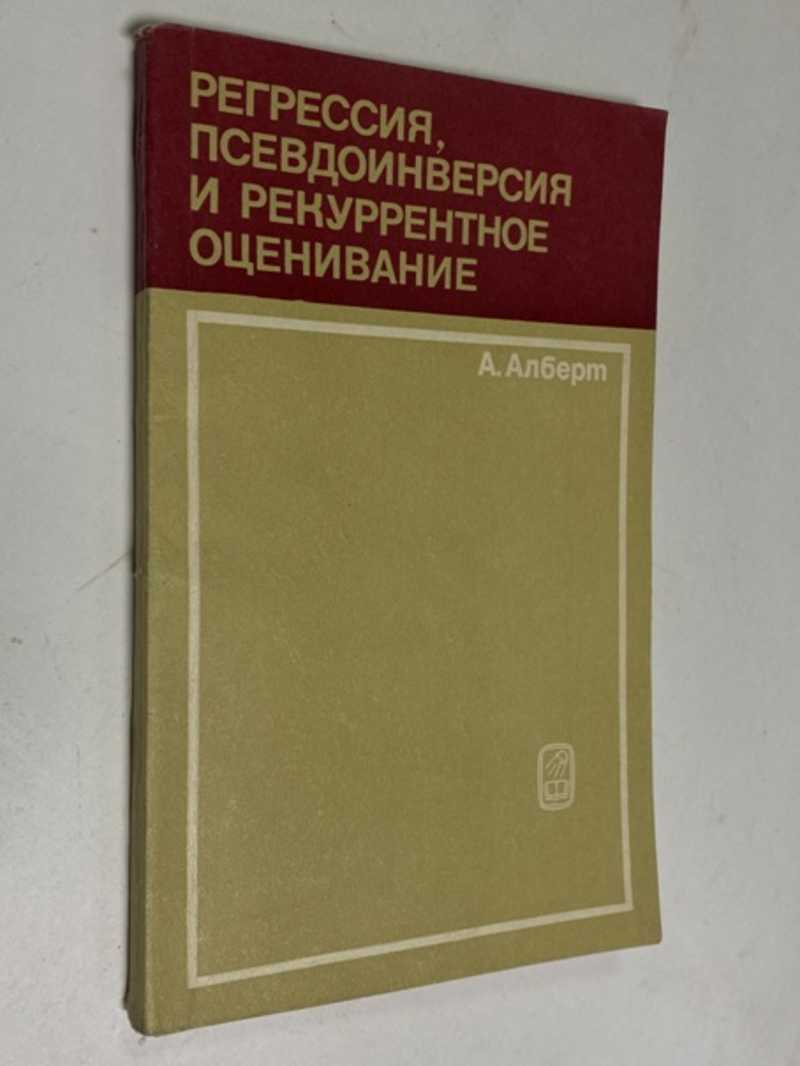 РЕГРЕССИЯ,
ПСЕВДОИНВЕРСИЯ
И РЕКУРРЕНТНОЕ
ОЦЕНИВАНИЕ
А. Алберт